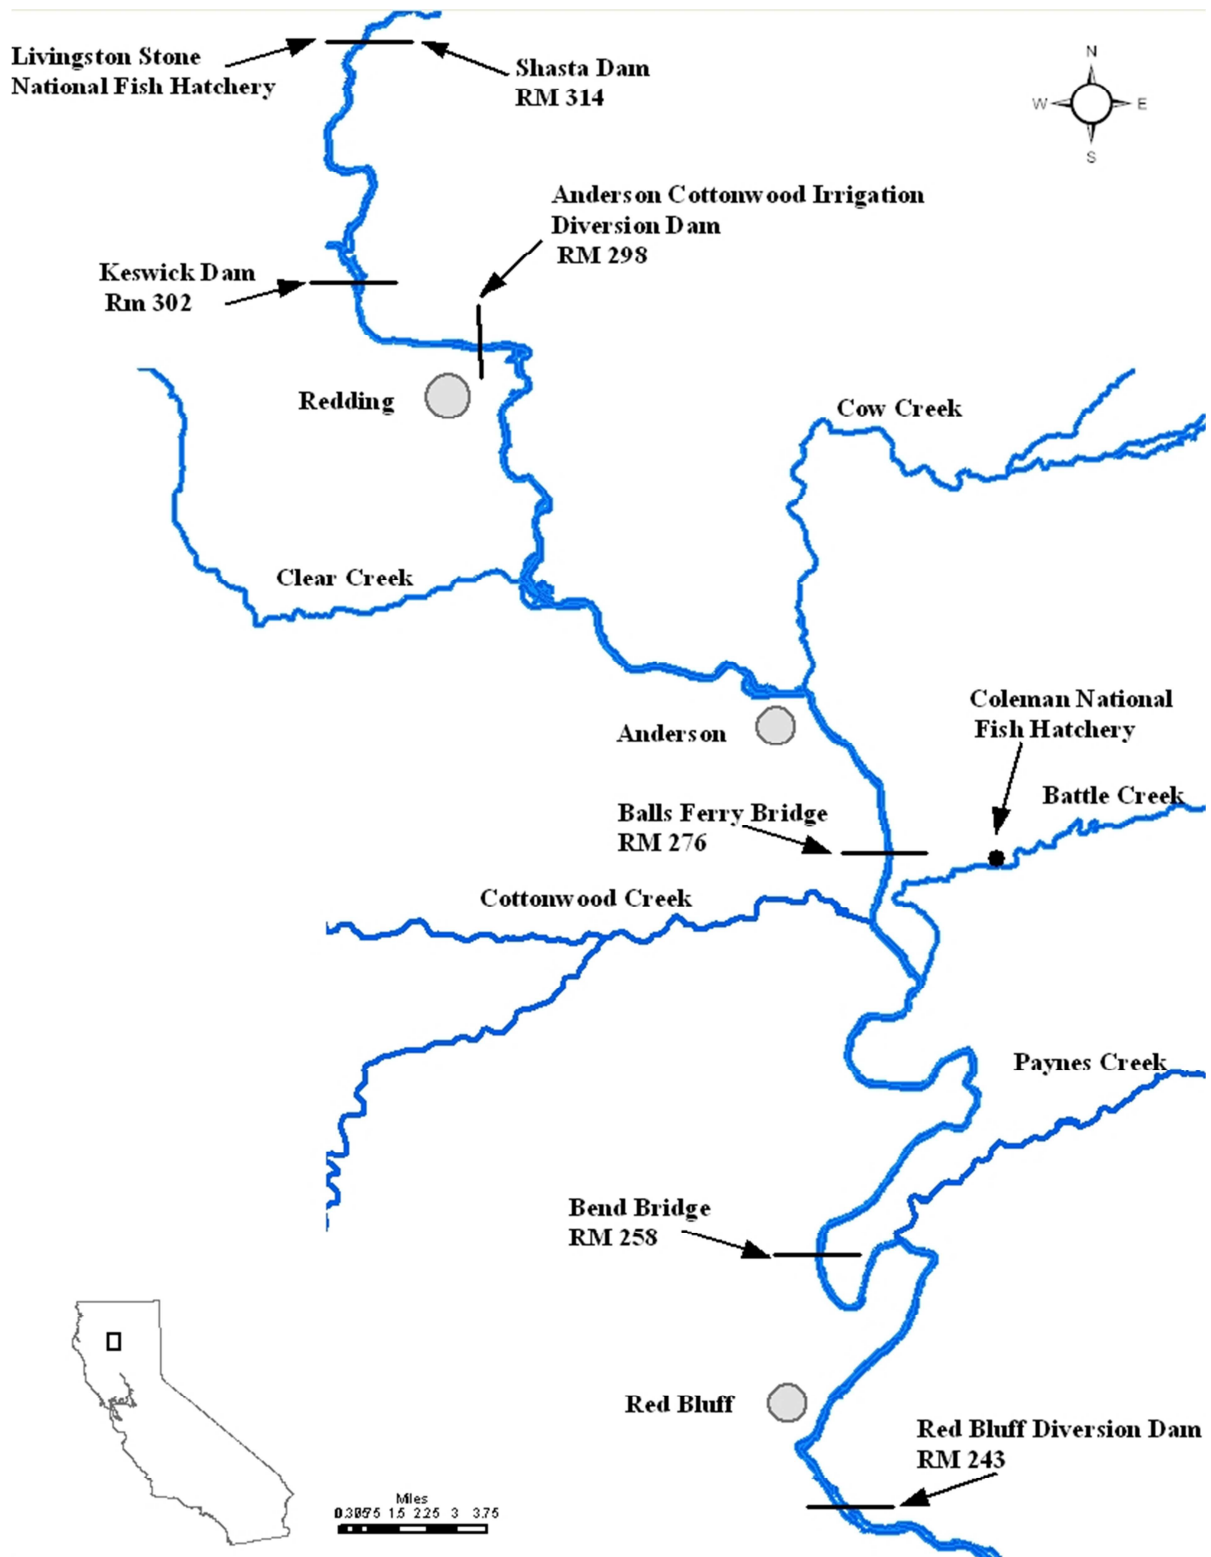 Livingston Stone
National Fish Hatchery
Shasta Dam
RM 314
N
W
E
S
Anderson Cottonwood Irrigation
Diversion Dam
RM 298
Keswick Dam
Rm 302
Redding
Cow Creek
Clear Creek
Coleman National
Fish Hatchery
Anderson
Battle Creek
Balls Ferry Bridge
RM 276
Cottonwood Creek
Paynes Creek
Bend Bridge
RM 258
Red Bluff
Red Bluff Diversion Dam
RM 243
Miles
1.5 2.25 3 3.75